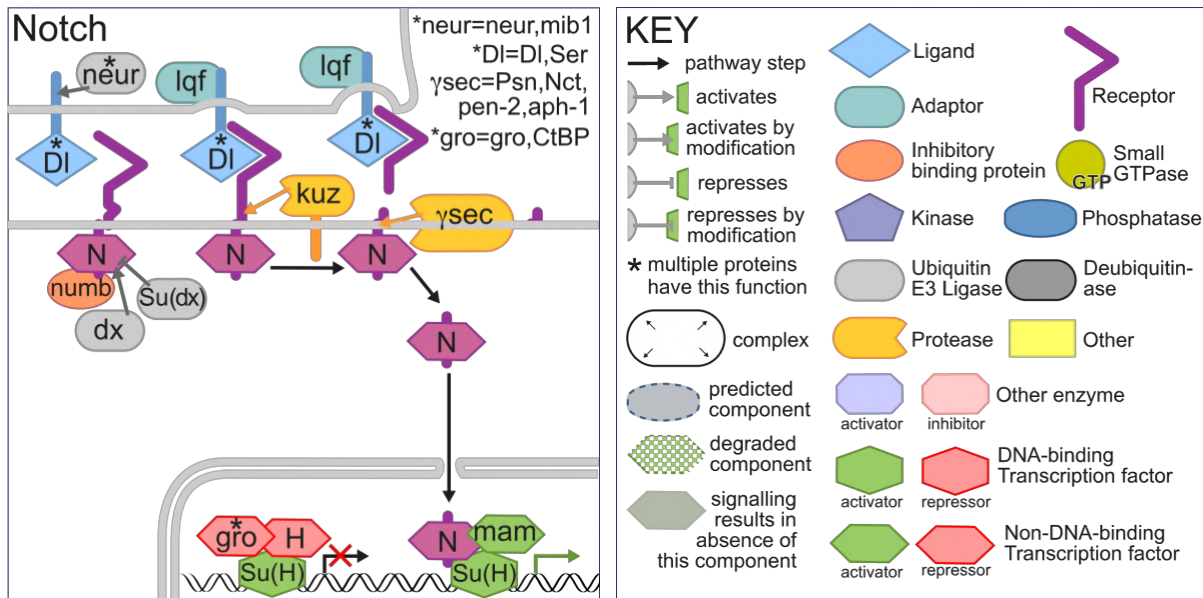 Notch
*neur=neur,mib1
*Dl=Dl,Ser
γsec=Psn,Nct,
pen-2,aph-1
*gro=gro,CtBP
*
neur
lqf
lqf
*
Dl
*
Dl
*
Dl
kuz
γsec
N
N
N
numb
Su(dx)
dx
N
*
gro
H
Su(H)
N
mam
Su(H)
KEY
pathway step
activates
activates by
modification
represses
represses by
modification
* multiple proteins
have this function
complex
predicted
component
degraded
component
signalling
results in
absence of
this component
Ligand
Adaptor
Inhibitory
binding protein
Kinase
Ubiquitin
E3 Ligase
Protease
Receptor
GTP
Small
GTPase
Phosphatase
Deubiquitin-
ase
Other
activator
inhibitor
Other enzyme
activator
repressor
DNA-binding
Transcription factor
activator
repressor
Non-DNA-binding
Transcription factor